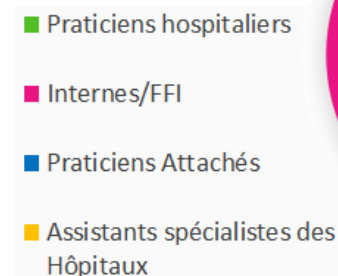 Praticiens hospitaliers
Internes/FFI
Praticiens Attachés
Assistants spécialistes des
Hôpitaux